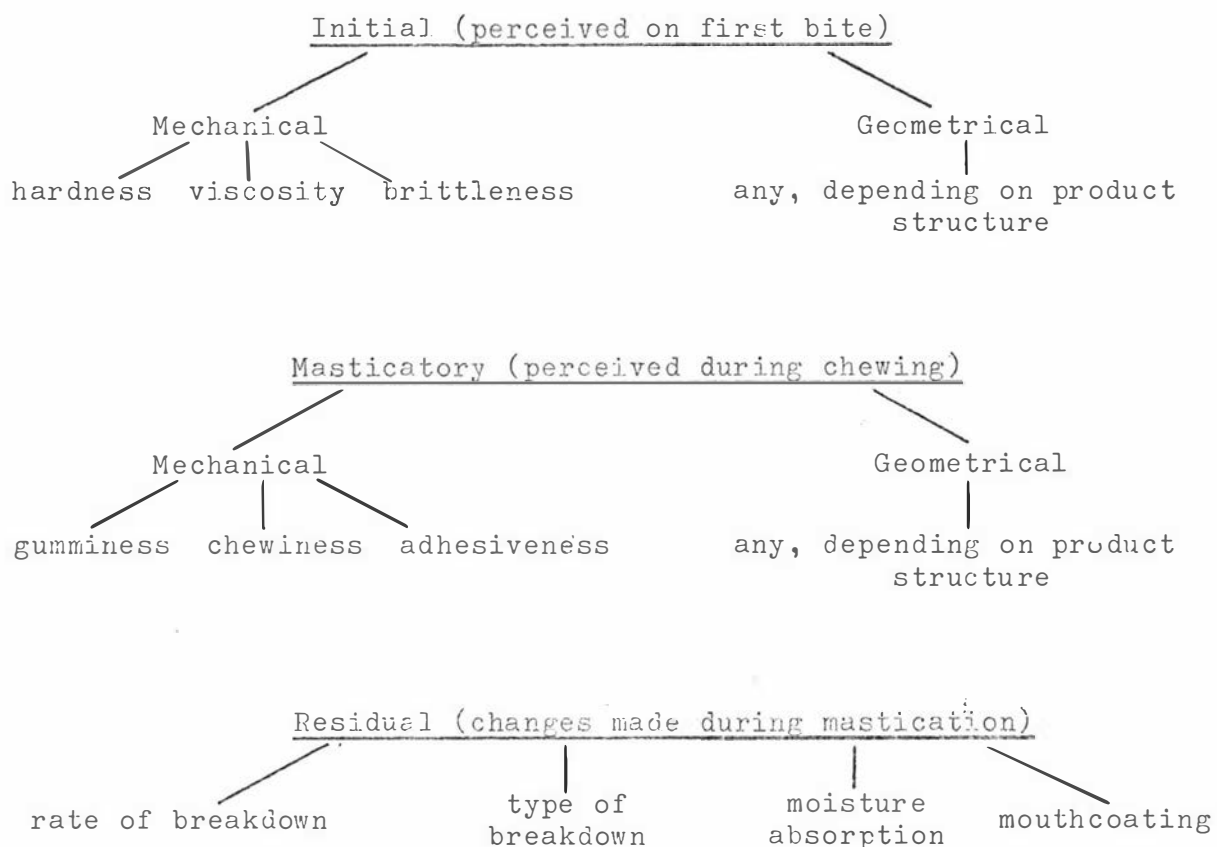 Initial (perceived on first bite)
Mechanical Geometrical
hardness viscosity brittleness any, depending on product
structure
Masticatory (perceived during chewing)
Mechanical Geometrical
gumminess chewiness adhesiveness any, depending on product
structure
Residual (changes made during mastication)
rate of breakdown type of breakdown moisture absorption mouthcoating